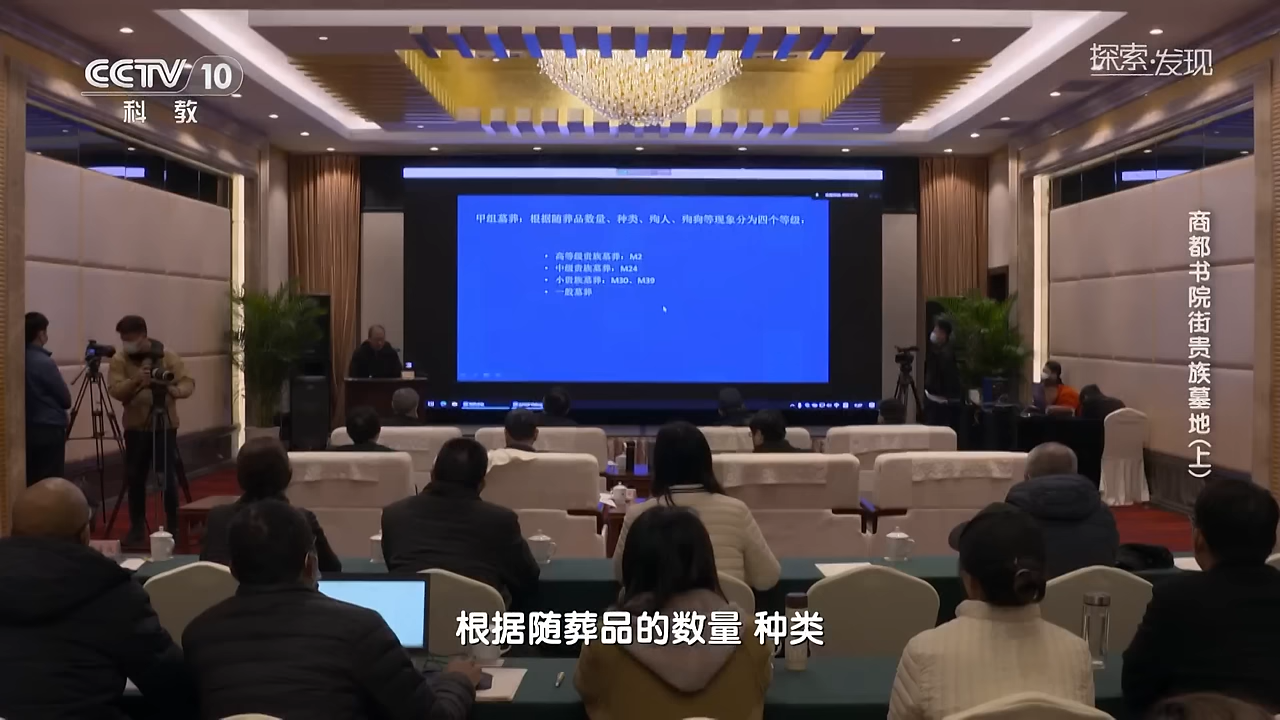 CCTV 10
科教
探索·发现
甲组墓葬：根据随葬品数量、种类、殉人、殉狗等现象分为四个等级：
• 高等级贵族墓葬：M2
• 中级贵族墓葬：M24
• 小贵族墓葬：M30、M39
• 一般墓葬
商都书院街贵族墓地(上)
根据随葬品的数量 种类